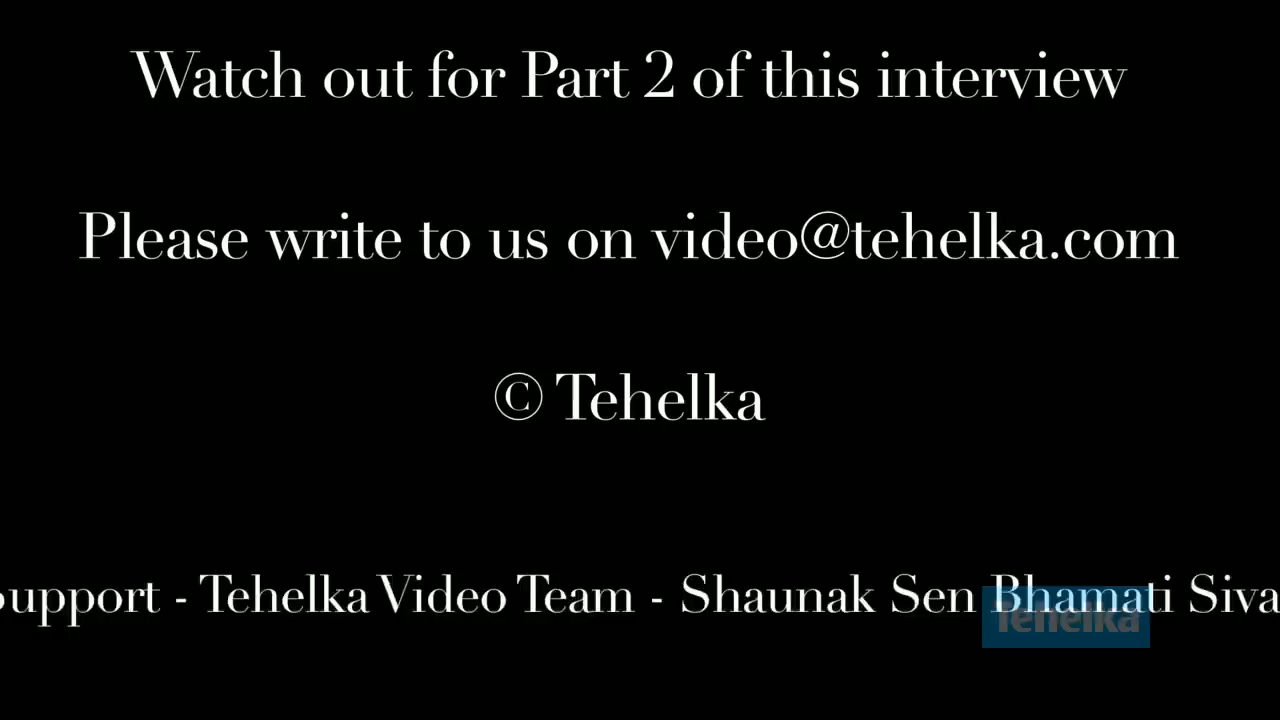 Watch out for Part 2 of this interview
Please write to us on video@tehelka.com
© Tehelka
Support - Tehelka Video Team - Shaunak Sen Bhamati Siva
Tehelka